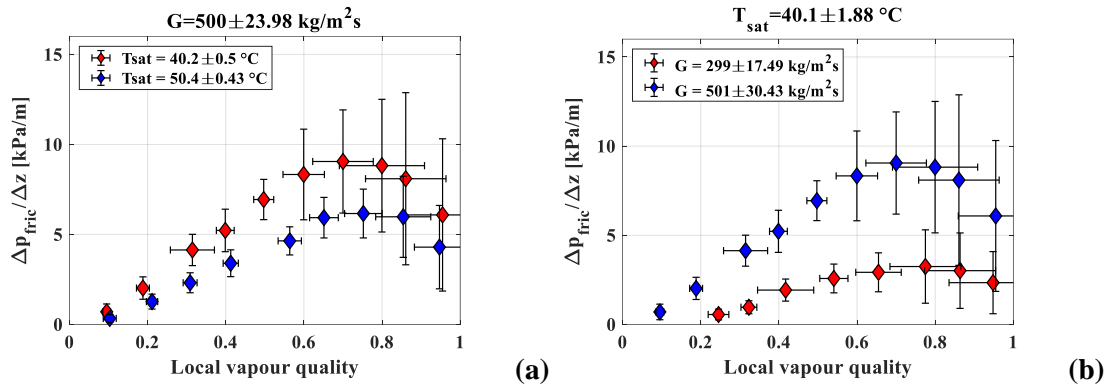 G=500±23.98 kg/m²s
Tsat = 40.2±0.5 °C
Tsat = 50.4±0.43 °C
Δp_fric/Δz [kPa/m]
15
10
5
0
0 0.2 0.4 0.6 0.8 1
Local vapour quality
(a)
T_sat=40.1±1.88 °C
G = 299±17.49 kg/m²s
G = 501±30.43 kg/m²s
Δp_fric/Δz [kPa/m]
15
10
5
0
0 0.2 0.4 0.6 0.8 1
Local vapour quality
(b)